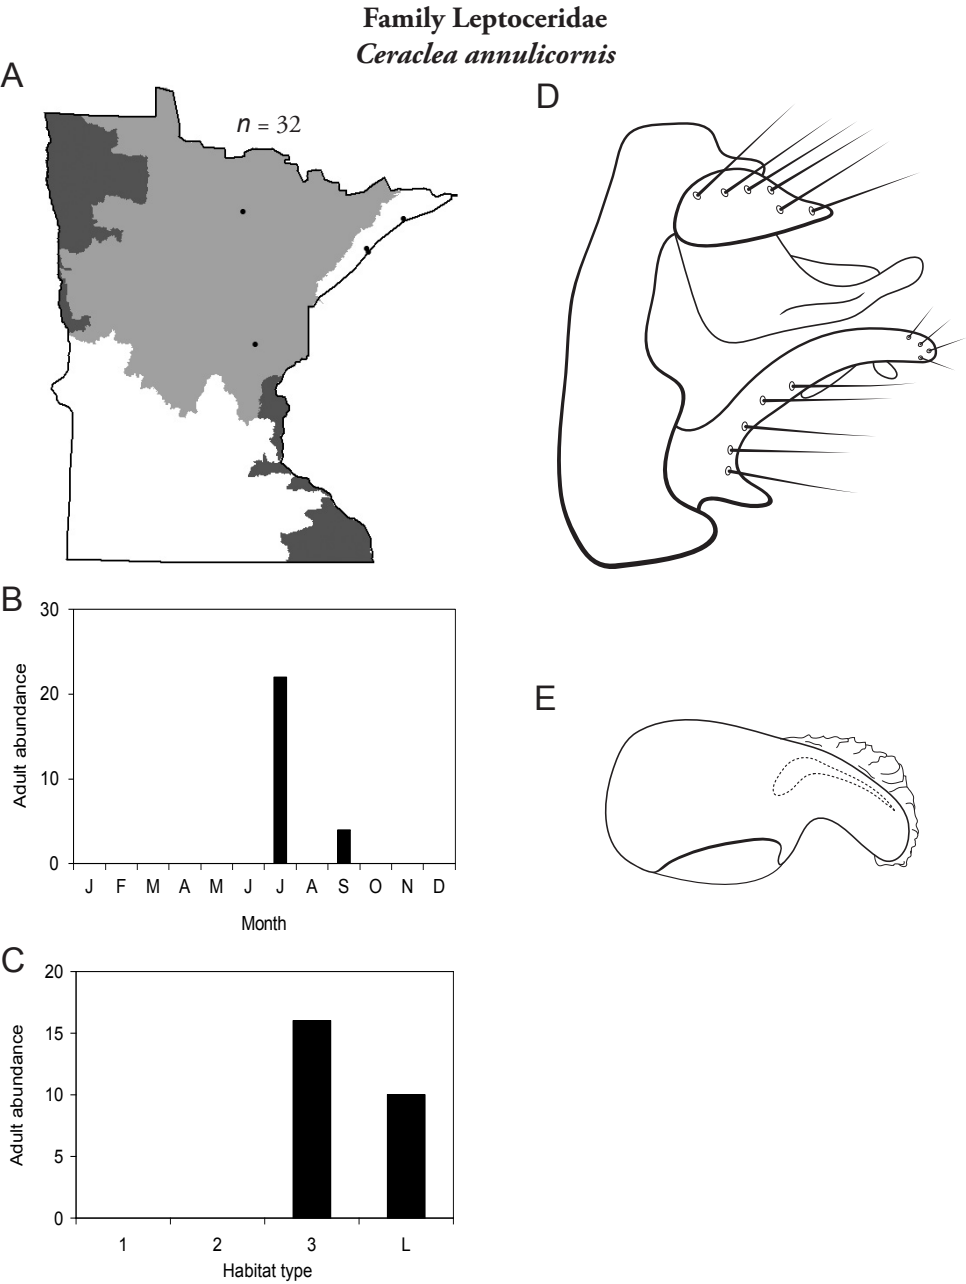 Family Leptoceridae
Ceraclea annulicornis
A
n = 32
D
B
30
20
10
0
Adult abundance
J F M A M J J A S O N D
Month
E
C
20
15
10
5
0
Adult abundance
1 2 3 L
Habitat type